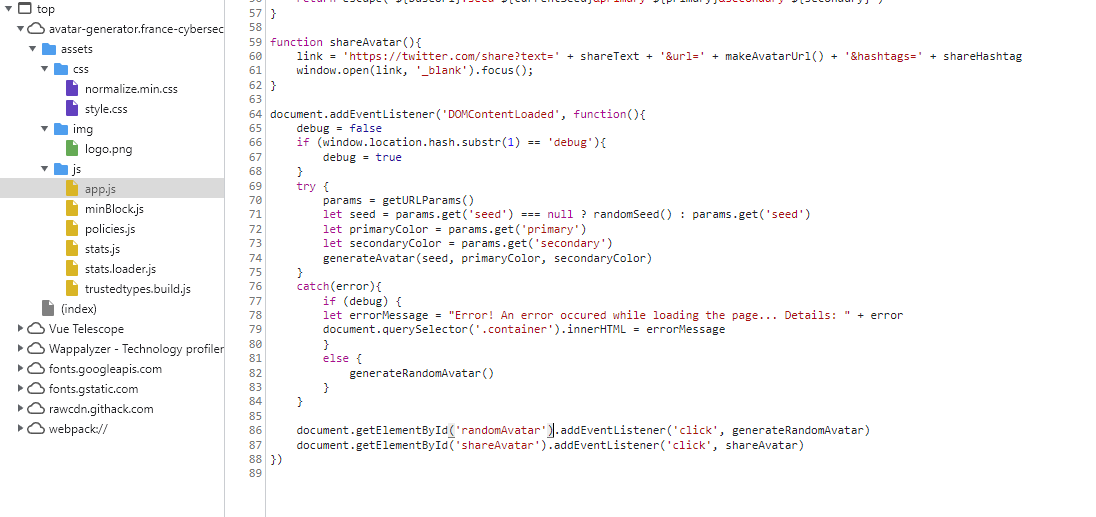 top
avatar-generator.france-cybersec
assets
css
normalize.min.css
style.css
img
logo.png
js
app.js
minBlock.js
policies.js
stats.js
stats.loader.js
trustedtypes.build.js
(index)
Vue Telescope
Wappalyzer - Technology profiler
fonts.googleapis.com
fonts.gstatic.com
rawcdn.githack.com
webpack://
57 }
58
59 function shareAvatar(){
60     link = 'https://twitter.com/share?text=' + shareText + '&url=' + makeAvatarUrl() + '&hashtags=' + shareHashtag
61     window.open(link, '_blank').focus();
62 }
63
64 document.addEventListener('DOMContentLoaded', function(){
65     debug = false
66     if (window.location.hash.substr(1) == 'debug'){
67         debug = true
68     }
69     try {
70         params = getURLParams()
71         let seed = params.get('seed') === null ? randomSeed() : params.get('seed')
72         let primaryColor = params.get('primary')
73         let secondaryColor = params.get('secondary')
74         generateAvatar(seed, primaryColor, secondaryColor)
75     }
76     catch(error){
77         if (debug) {
78         let errorMessage = "Error! An error occured while loading the page... Details: " + error
79         document.querySelector('.container').innerHTML = errorMessage
80         }
81         else {
82             generateRandomAvatar()
83         }
84     }
85
86     document.getElementById('randomAvatar').addEventListener('click', generateRandomAvatar)
87     document.getElementById('shareAvatar').addEventListener('click', shareAvatar)
88 })
89